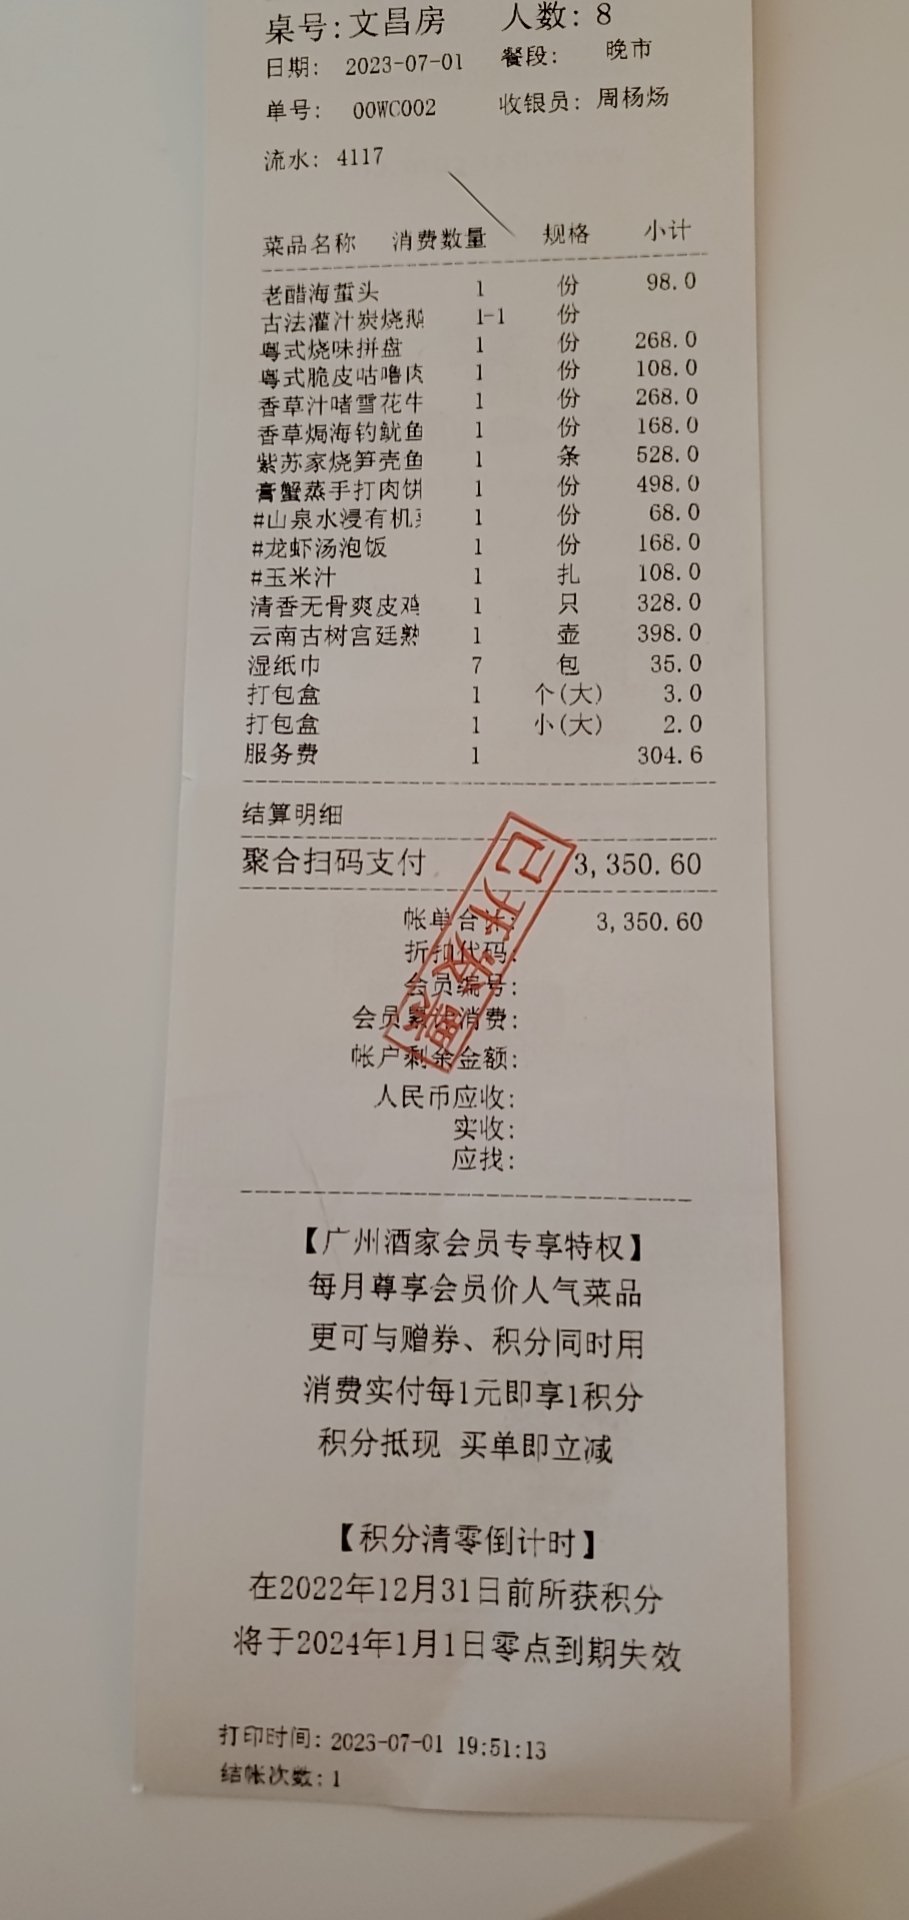 桌号:文昌房 人数: 8
日期: 2023-07-01 餐段: 晚市
单号: 00WC002 收银员: 周杨炀
流水: 4117
菜品名称 消费数量 规格 小计
老醋海蜇头 1 份 98.0
古法灌汁炭烧鹅 1-1 份
粤式烧味拼盘 1 份 268.0
粤式脆皮咕噜肉 1 份 108.0
香草汁啫雪花牛 1 份 268.0
香草焗海钓鱿鱼 1 份 168.0
紫苏家烧笋壳鱼 1 条 528.0
膏蟹蒸手打肉饼 1 份 498.0
#山泉水浸有机 1 份 68.0
#龙虾汤泡饭 1 份 168.0
#玉米汁 1 扎 108.0
清香无骨爽皮鸡 1 只 328.0
云南古树宫廷熟 1 壶 398.0
湿纸巾 7 包 35.0
打包盒 1 个(大) 3.0
打包盒 1 小(大) 2.0
服务费 1 304.6
结算明细
聚合扫码支付 3,350.60
帐单合计: 3,350.60
折扣代码:
会员编号:
会员累计消费:
帐户剩余金额:
人民币应收:
实收:
应找:
已开发票
【广州酒家会员专享特权】
每月尊享会员价人气菜品
更可与赠券、积分同时用
消费实付每1元即享1积分
积分抵现 买单即立减
【积分清零倒计时】
在2022年12月31日前所获积分
将于2024年1月1日零点到期失效
打印时间: 2023-07-01 19:51:13
结帐次数: 1